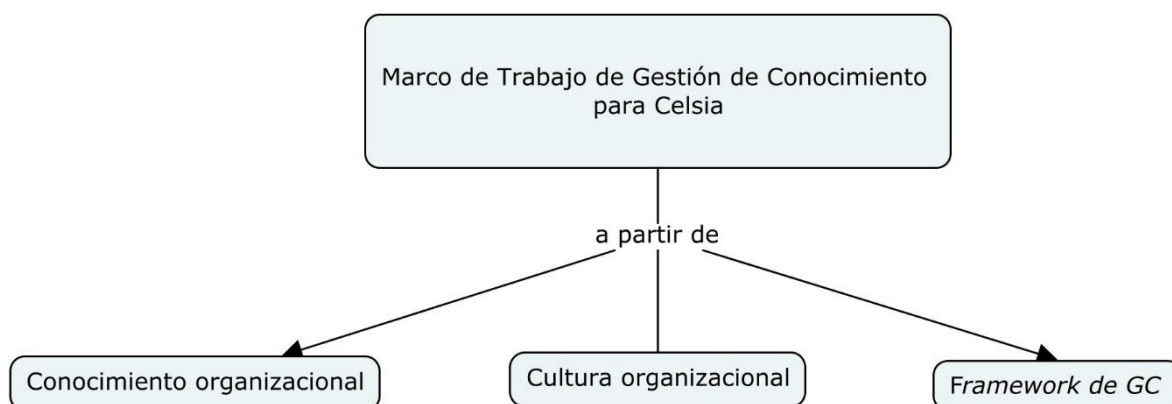 Marco de Trabajo de Gestión de Conocimiento
para Celsia
a partir de
Conocimiento organizacional
Cultura organizacional
Framework de GC